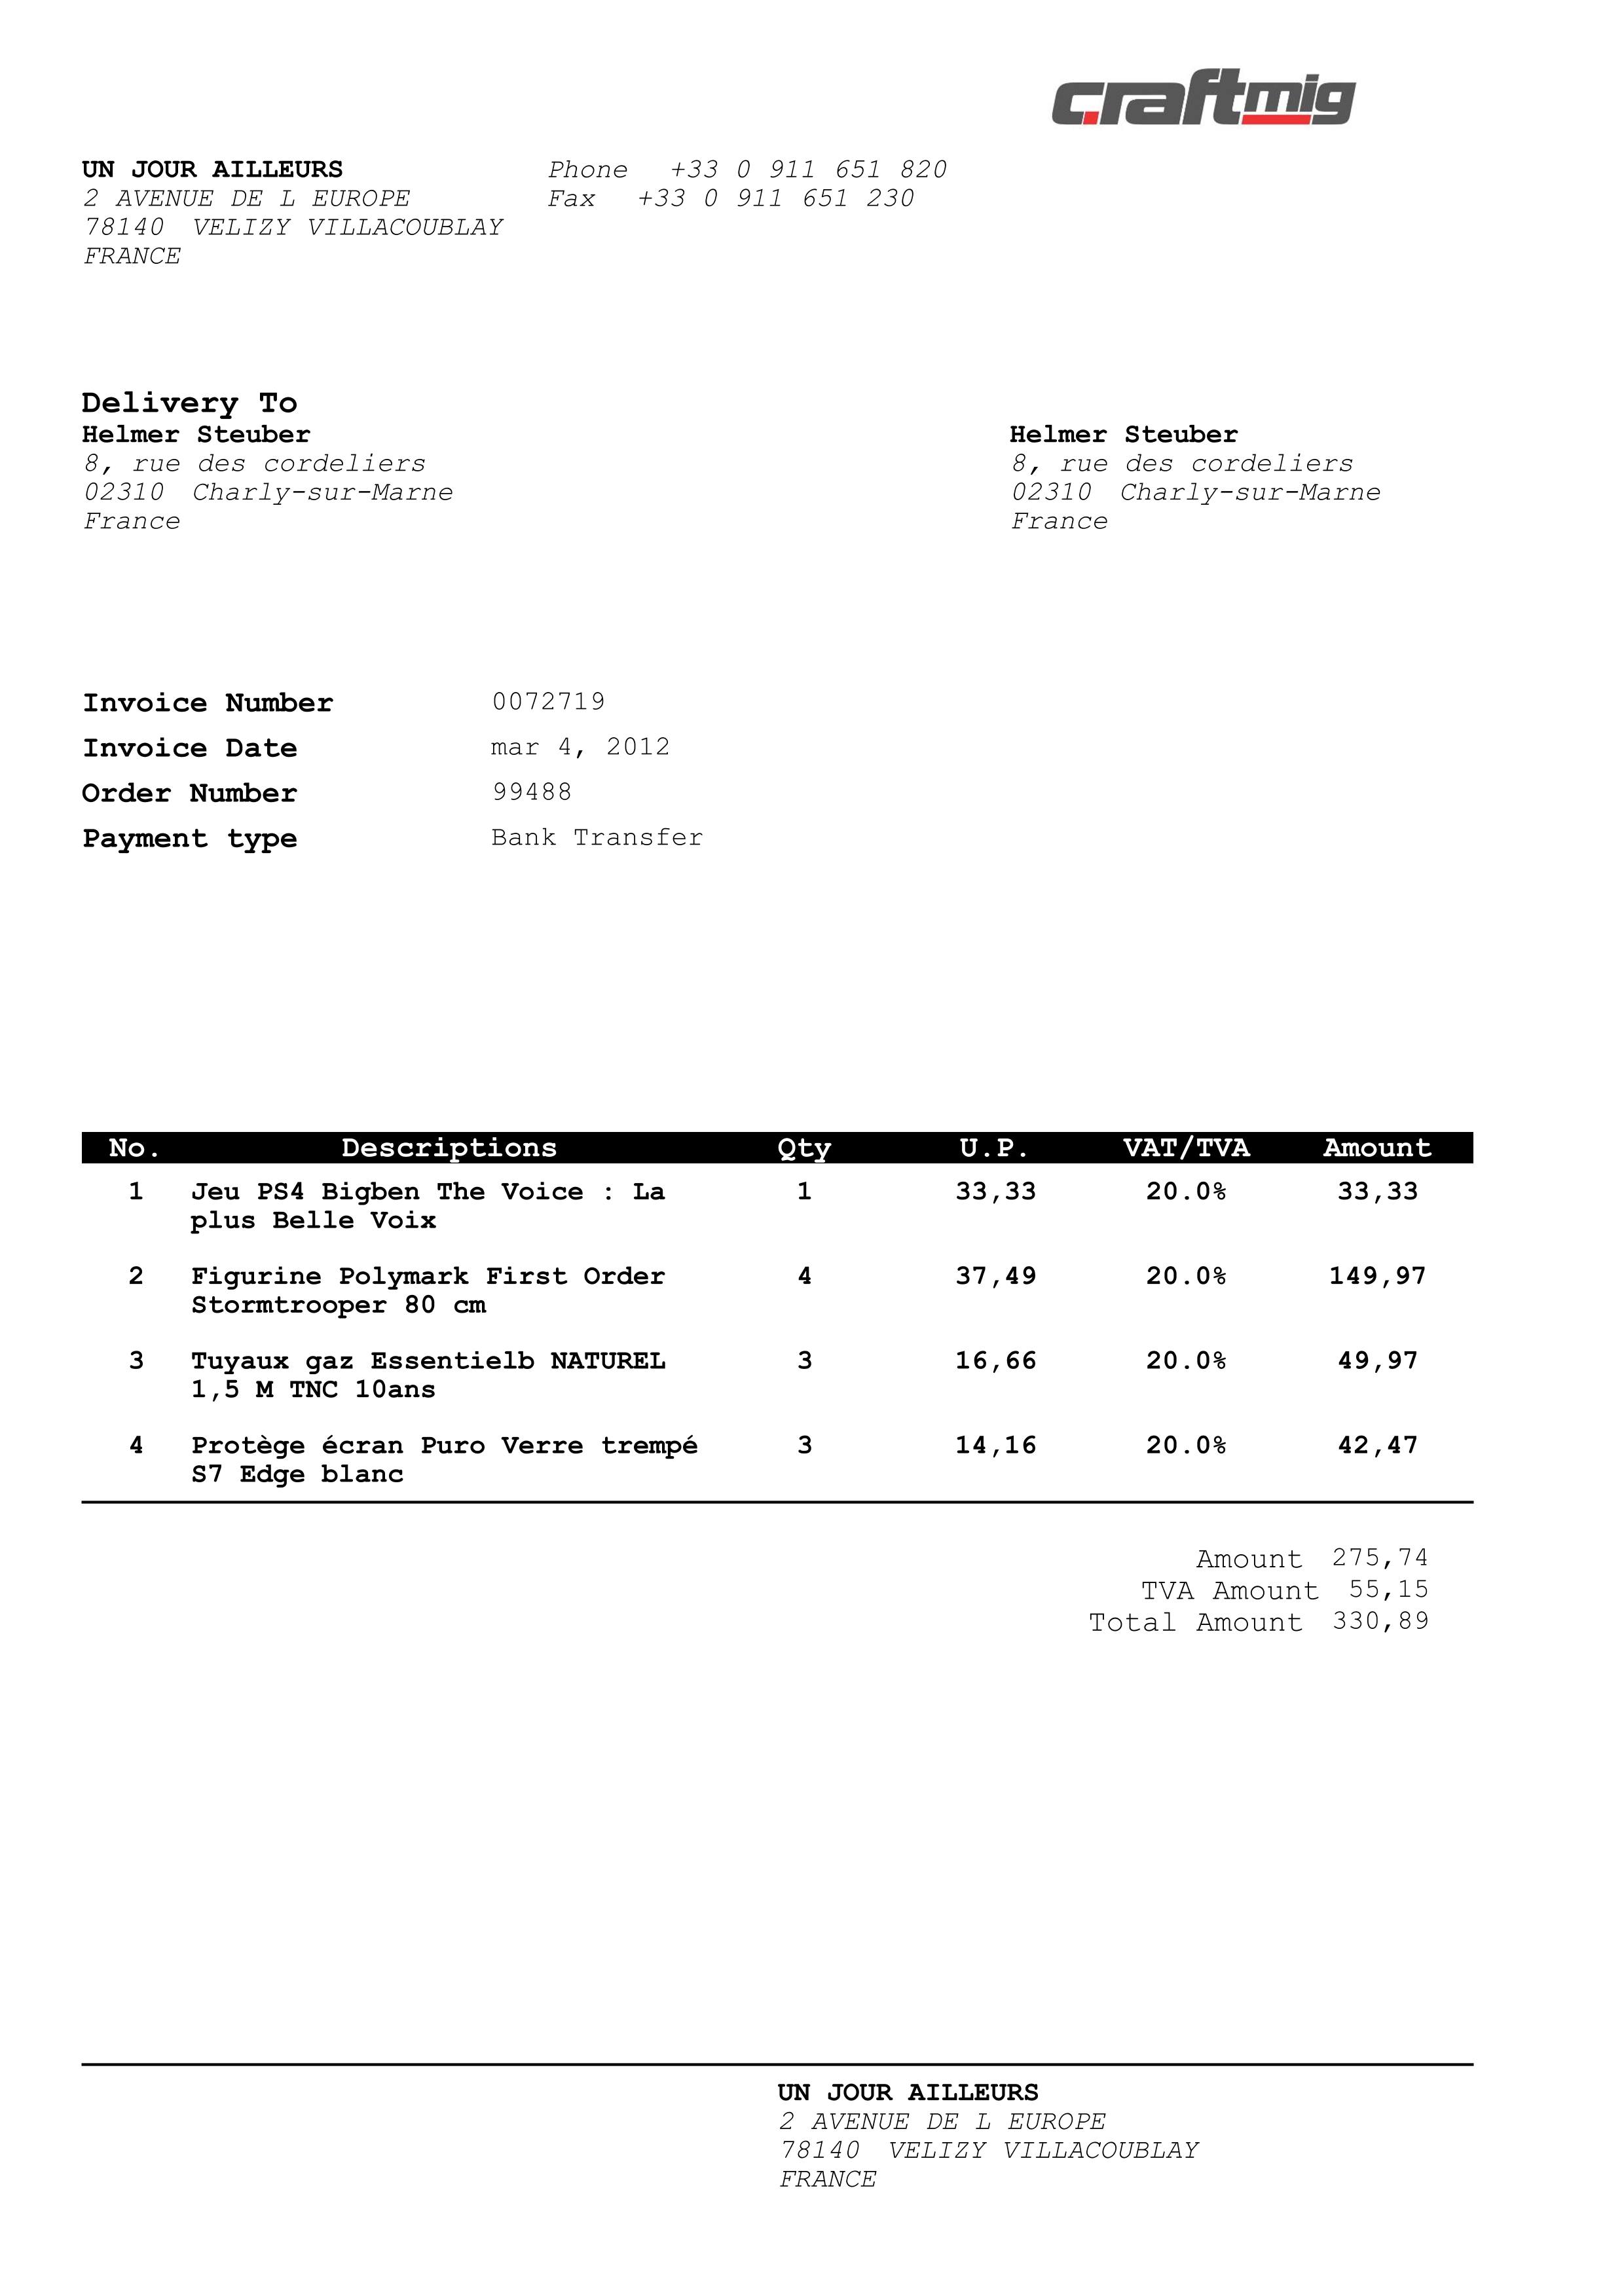 craftmig
UN JOUR AILLEURS
2 AVENUE DE L EUROPE
78140 VELIZY VILLACOUBLAY
FRANCE
Phone +33 0 911 651 820
Fax +33 0 911 651 230
Delivery To
Helmer Steuber
8, rue des cordeliers
02310 Charly-sur-Marne
France
Helmer Steuber
8, rue des cordeliers
02310 Charly-sur-Marne
France
Invoice Number 0072719
Invoice Date mar 4, 2012
Order Number 99488
Payment type Bank Transfer
No. Descriptions Qty U.P. VAT/TVA Amount
1 Jeu PS4 Bigben The Voice : La 1 33,33 20.0% 33,33
plus Belle Voix
2 Figurine Polymark First Order 4 37,49 20.0% 149,97
Stormtrooper 80 cm
3 Tuyaux gaz Essentielb NATUREL 3 16,66 20.0% 49,97
1,5 M TNC 10ans
4 Protège écran Puro Verre trempé 3 14,16 20.0% 42,47
S7 Edge blanc
Amount 275,74
TVA Amount 55,15
Total Amount 330,89
UN JOUR AILLEURS
2 AVENUE DE L EUROPE
78140 VELIZY VILLACOUBLAY
FRANCE